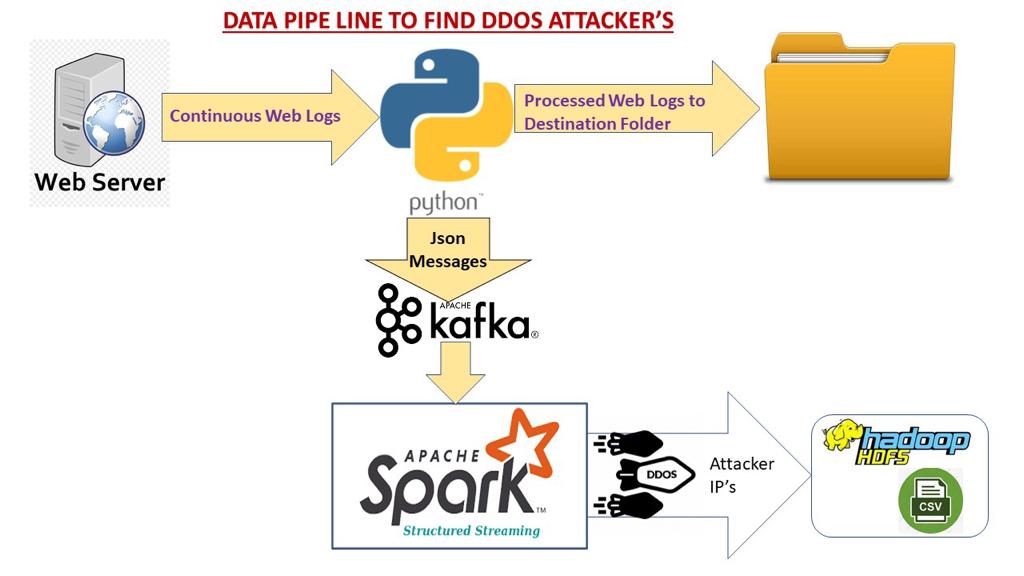 DATA PIPE LINE TO FIND DDOS ATTACKER'S
Web Server
Continuous Web Logs
python™
Processed Web Logs to
Destination Folder
Json
Messages
APACHE
kafka®
APACHE
Spark™
Structured Streaming
DDOS
Attacker
IP's
hadoop
HDFS
CSV